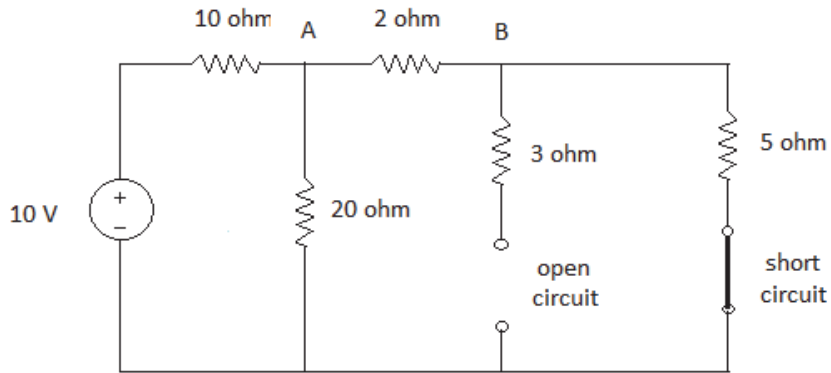 10 ohm
A
2 ohm
B
3 ohm
5 ohm
10 V
+
−
20 ohm
open
circuit
short
circuit